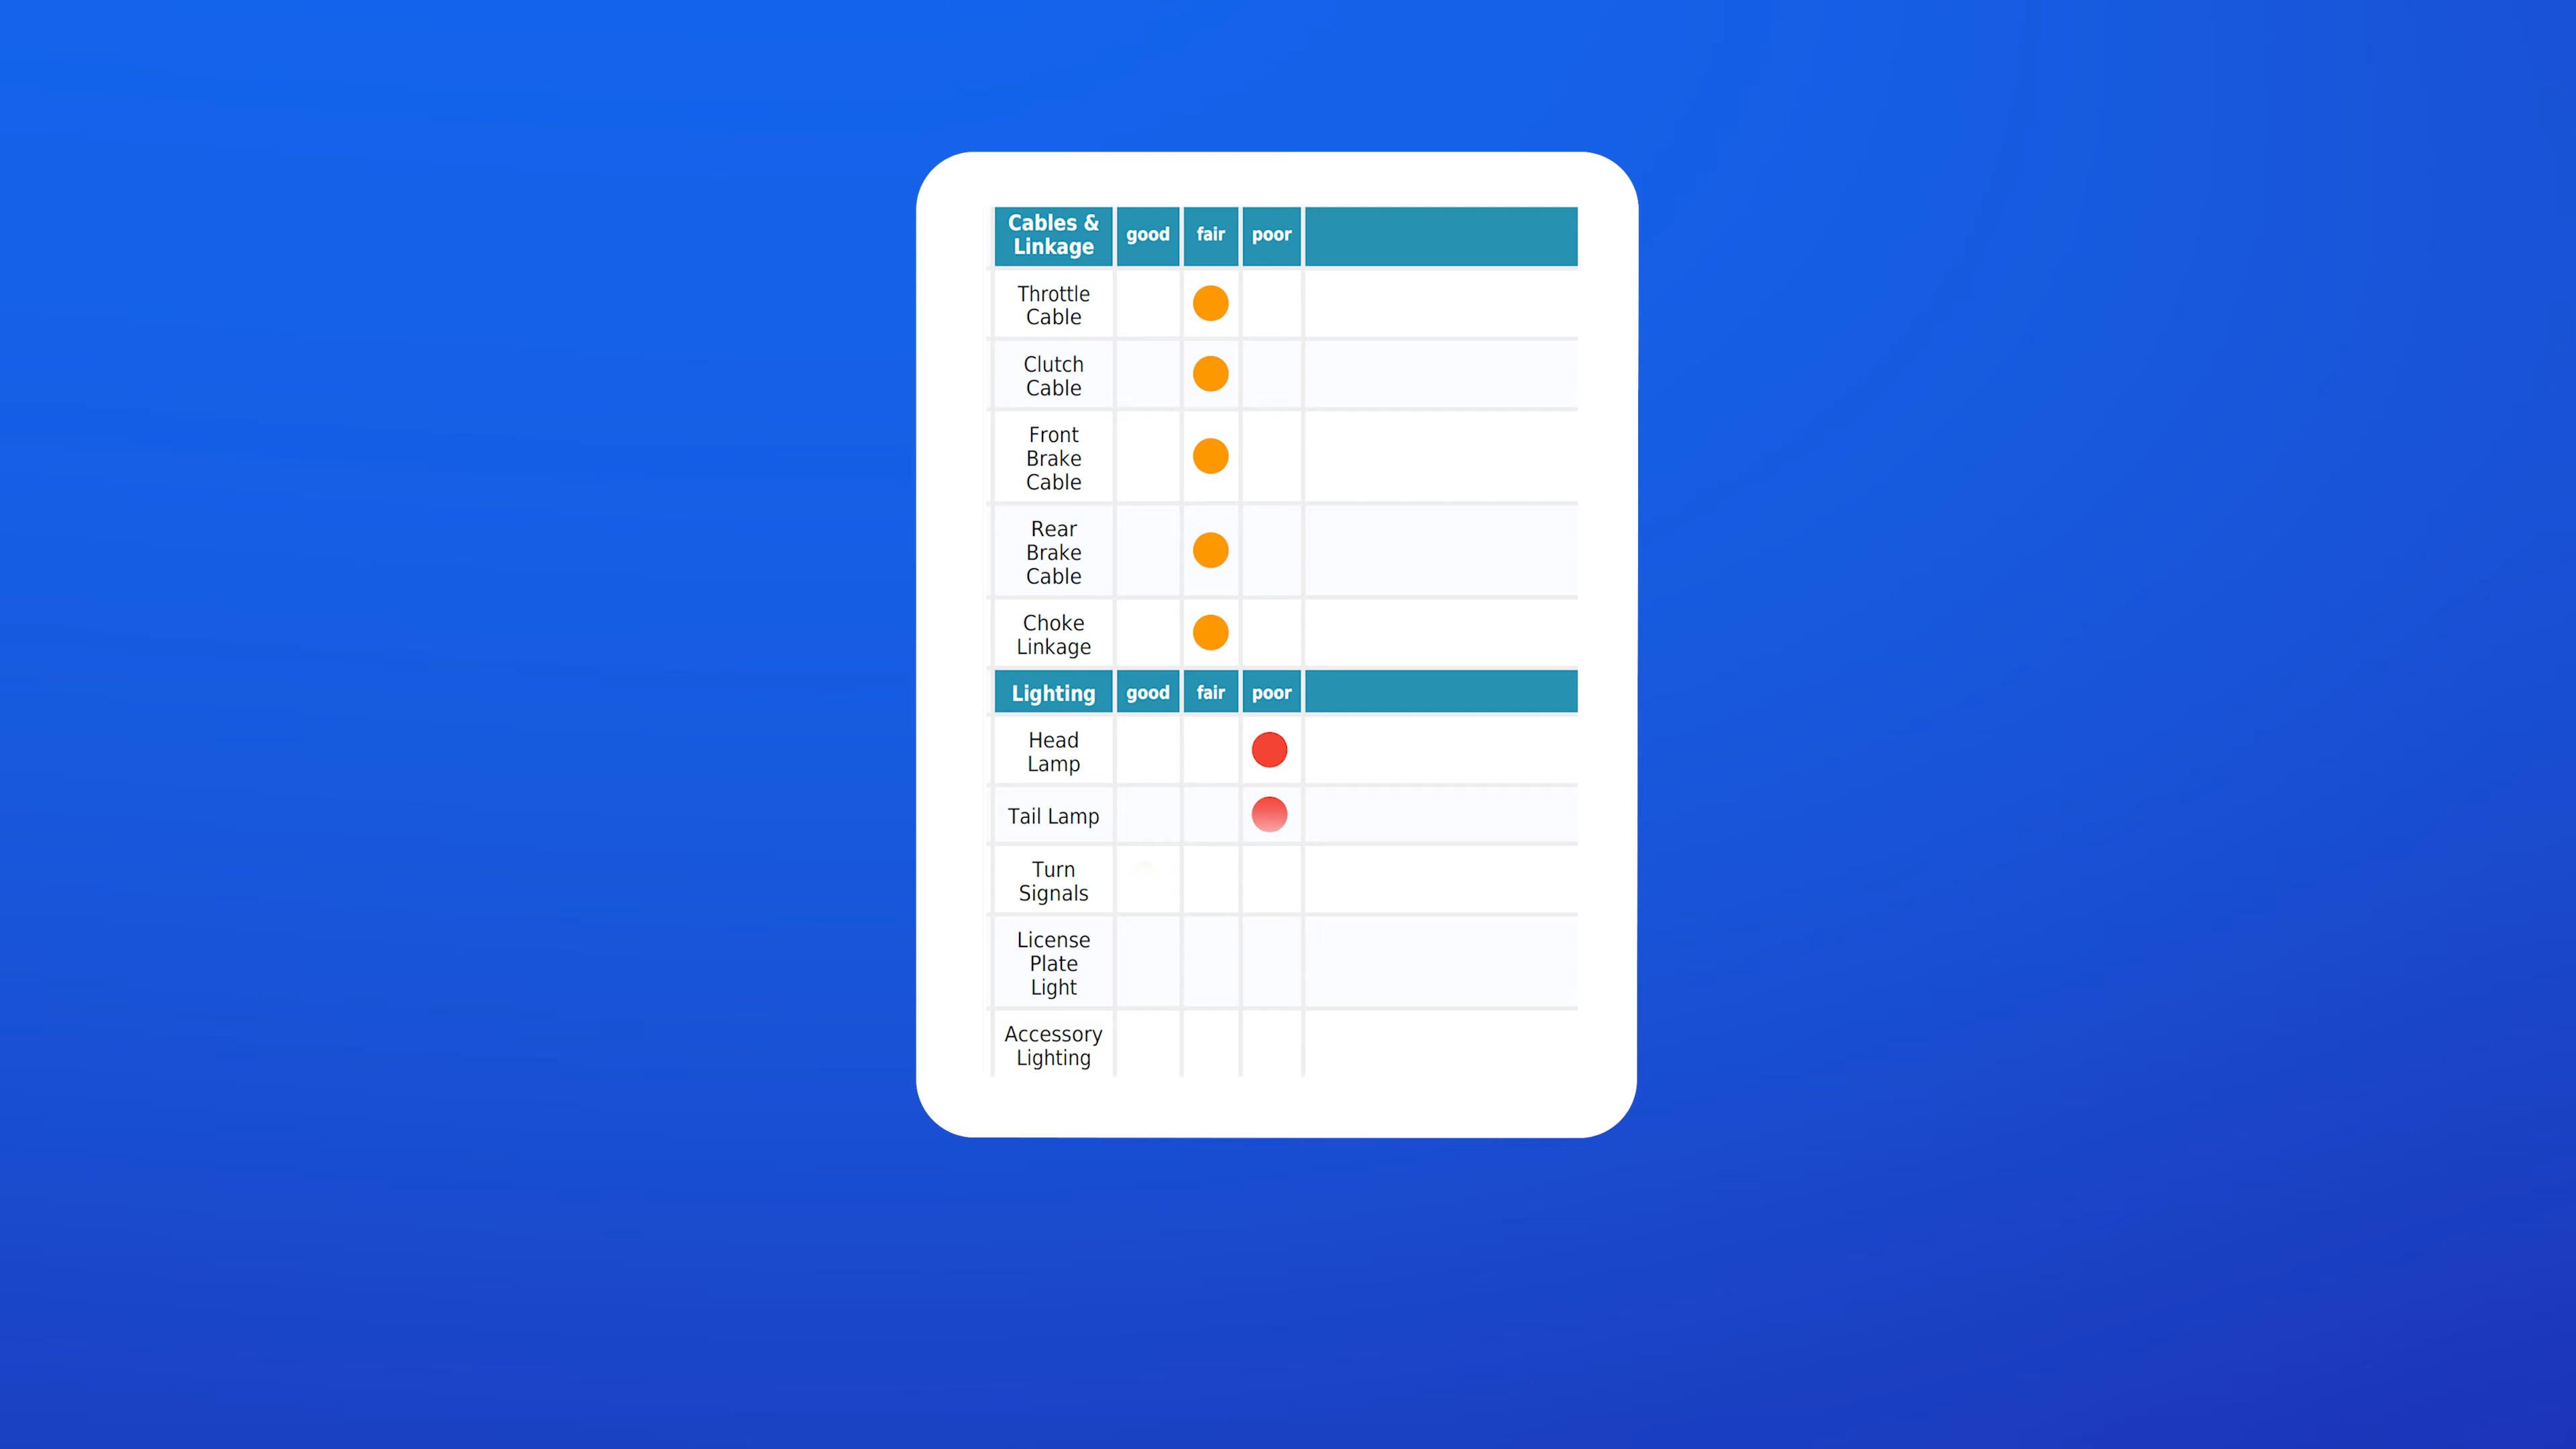 Cables &
Linkage
good
fair
poor
Throttle
Cable
Clutch
Cable
Front
Brake
Cable
Rear
Brake
Cable
Choke
Linkage
Lighting
good
fair
poor
Head
Lamp
Tail Lamp
Turn
Signals
License
Plate
Light
Accessory
Lighting